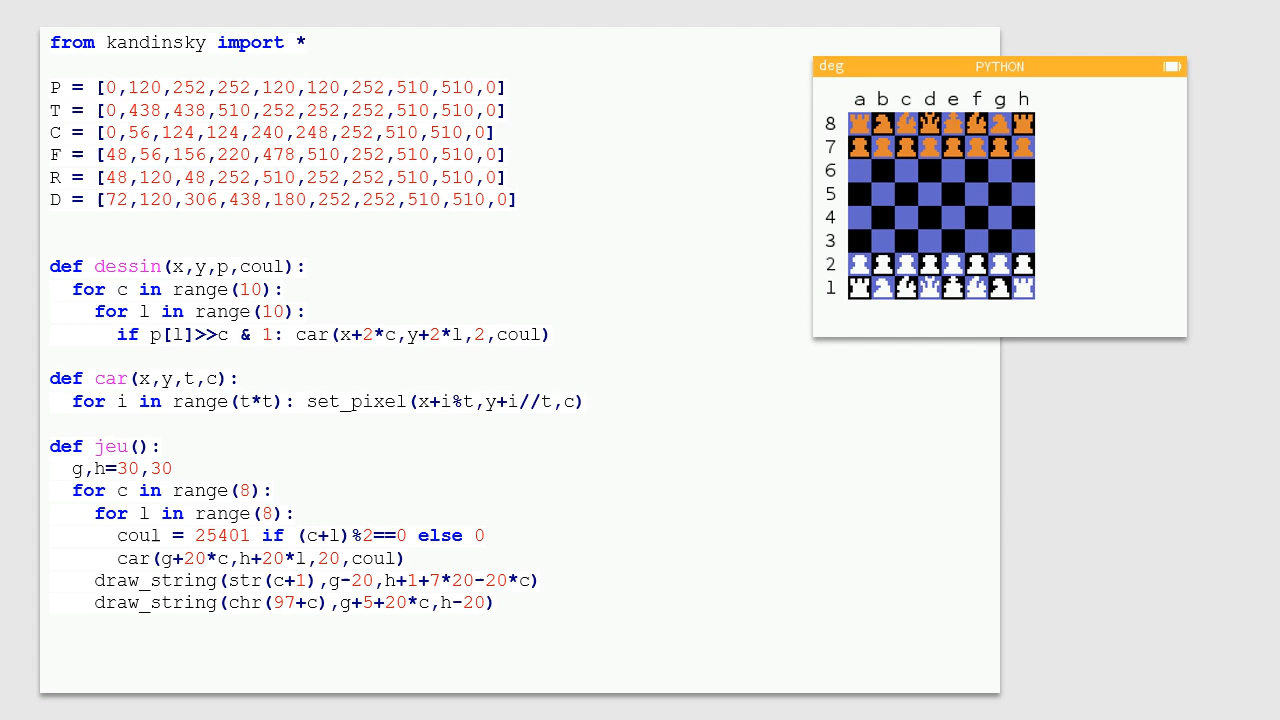 from kandinsky import *
P = [0,120,252,252,120,120,252,510,510,0]
T = [0,438,438,510,252,252,252,510,510,0]
C = [0,56,124,124,240,248,252,510,510,0]
F = [48,56,156,220,478,510,252,510,510,0]
R = [48,120,48,252,510,252,252,510,510,0]
D = [72,120,306,438,180,252,252,510,510,0]
def dessin(x,y,p,coul):
  for c in range(10):
    for l in range(10):
      if p[l]>>c & 1: car(x+2*c,y+2*l,2,coul)
def car(x,y,t,c):
  for i in range(t*t): set_pixel(x+i%t,y+i//t,c)
def jeu():
  g,h=30,30
  for c in range(8):
    for l in range(8):
      coul = 25401 if (c+l)%2==0 else 0
      car(g+20*c,h+20*l,20,coul)
    draw_string(str(c+1),g-20,h+1+7*20-20*c)
    draw_string(chr(97+c),g+5+20*c,h-20)
deg PYTHON
a b c d e f g h
8
7
6
5
4
3
2
1